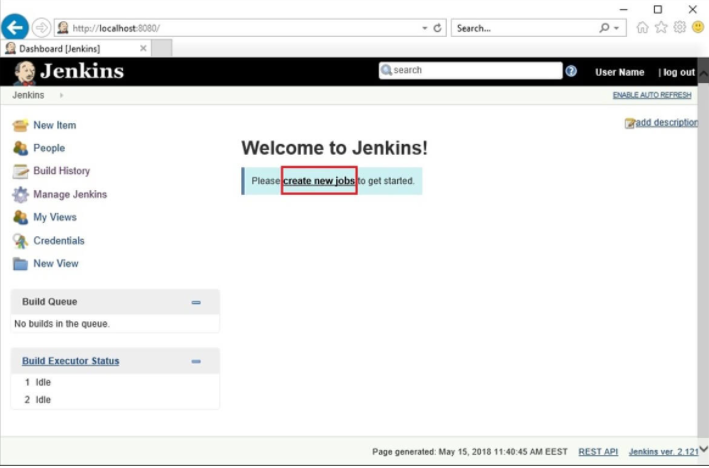 http://localhost:8080/
Search...
Dashboard [Jenkins]
Jenkins
search
User Name
| log out
Jenkins
ENABLE AUTO REFRESH
New Item
People
Build History
Manage Jenkins
My Views
Credentials
New View
add description
Welcome to Jenkins!
Please create new jobs to get started.
Build Queue
No builds in the queue.
Build Executor Status
1 Idle
2 Idle
Page generated: May 15, 2018 11:40:45 AM EEST REST API Jenkins ver. 2.121